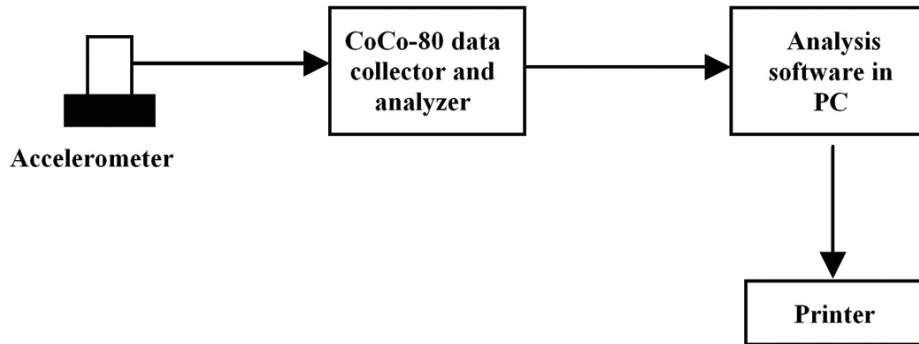 CoCo-80 data
collector and
analyzer
Analysis
software in
PC
Accelerometer
Printer